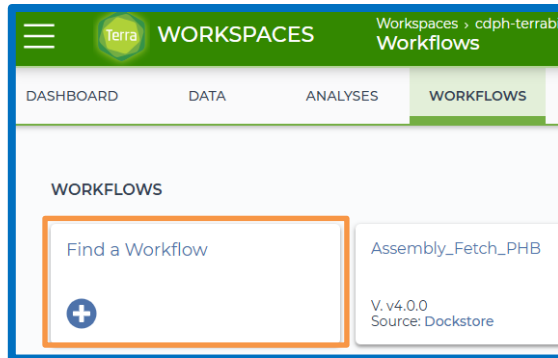 Terra
WORKSPACES
Workspaces › cdph-terrab
Workflows
DASHBOARD
DATA
ANALYSES
WORKFLOWS
WORKFLOWS
Find a Workflow
Assembly_Fetch_PHB
V. v4.0.0
Source: Dockstore